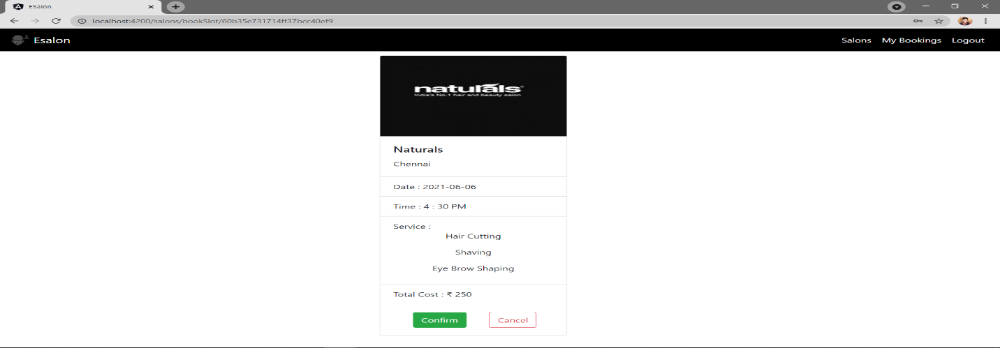 ESalon
localhost:4200/salons/bookSlot/60b35e731714ff37bcc40ef9
Esalon
Salons My Bookings Logout
naturals
India's No.1 hair and beauty salon
Naturals
Chennai
Date : 2021-06-06
Time : 4 : 30 PM
Service :
Hair Cutting
Shaving
Eye Brow Shaping
Total Cost : ₹ 250
Confirm Cancel